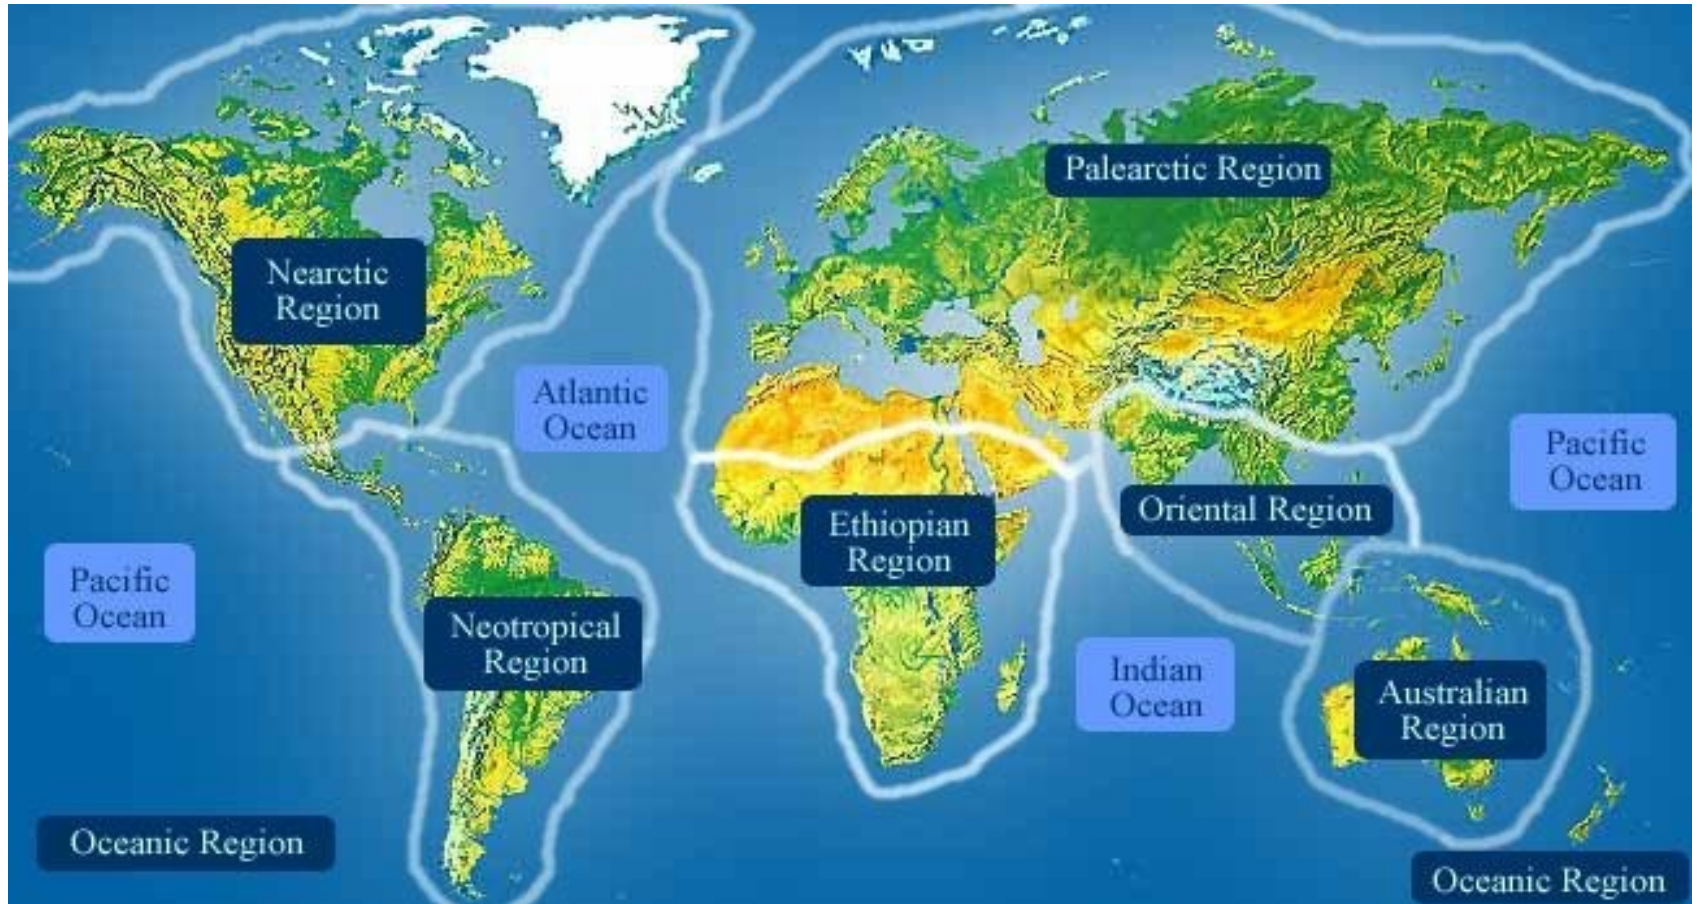 Palearctic Region
Nearctic
Region
Atlantic
Ocean
Pacific
Ocean
Oriental Region
Ethiopian
Region
Pacific
Ocean
Neotropical
Region
Indian
Ocean
Australian
Region
Oceanic Region
Oceanic Region